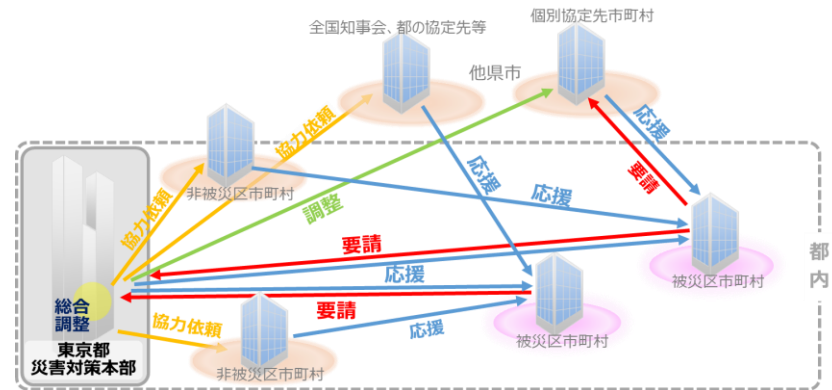 全国知事会、都の協定先等
個別協定先市町村
他県市
協力依頼
応援
非被災区市町村
協力依頼
応援
要請
調整
応援
要請
都内
応援
被災区市町村
総合
調整
要請
協力依頼
応援
被災区市町村
東京都
災害対策本部
非被災区市町村